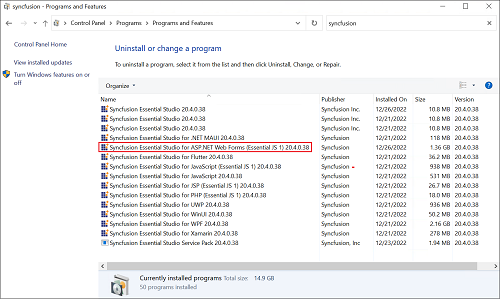 syncfusion - Programs and Features
Control Panel > Programs > Programs and Features
syncfusion
Control Panel Home
View installed updates
Turn Windows features on or off
Uninstall or change a program
To uninstall a program, select it from the list and then click Uninstall, Change, or Repair.
Organize
Name Publisher Installed On Size Version
Syncfusion Essential Studio 20.4.0.38 Syncfusion Inc. 12/26/2022 10.8 MB 20.4.0.38
Syncfusion Essential Studio 20.4.0.38 Syncfusion Inc. 12/21/2022 10.8 MB 20.4.0.38
Syncfusion Essential Studio 20.4.0.38 Syncfusion Inc. 12/21/2022 10.8 MB 20.4.0.38
Syncfusion Essential Studio for .NET MAUI 20.4.0.38 Syncfusion 12/21/2022 118 MB 20.4.0.38
Syncfusion Essential Studio for ASP.NET Web Forms (Essential JS 1) 20.4.0.38 Syncfusion 12/26/2022 1.36 GB 20.4.0.38
Syncfusion Essential Studio for Flutter 20.4.0.38 Syncfusion 12/21/2022 36.2 MB 20.4.0.38
Syncfusion Essential Studio for JavaScript (Essential JS 1) 20.4.0.38 Syncfusion 12/21/2022 938 MB 20.4.0.38
Syncfusion Essential Studio for JavaScript 20.4.0.38 Syncfusion 12/21/2022 531 MB 20.4.0.38
Syncfusion Essential Studio for JSP (Essential JS 1) 20.4.0.38 Syncfusion 12/21/2022 26.7 MB 20.4.0.38
Syncfusion Essential Studio for PHP (Essential JS 1) 20.4.0.38 Syncfusion 12/21/2022 18.0 MB 20.4.0.38
Syncfusion Essential Studio for UWP 20.4.0.38 Syncfusion 12/21/2022 936 MB 20.4.0.38
Syncfusion Essential Studio for WinUI 20.4.0.38 Syncfusion 12/21/2022 50.2 MB 20.4.0.38
Syncfusion Essential Studio for WPF 20.4.0.38 Syncfusion 12/21/2022 2.16 GB 20.4.0.38
Syncfusion Essential Studio for Xamarin 20.4.0.38 Syncfusion 12/21/2022 278 MB 20.4.0.38
Syncfusion Essential Studio Service Pack 20.4.0.38 Syncfusion, Inc 12/23/2022 1.94 MB 20.4.0.38
Currently installed programs Total size: 14.9 GB
50 programs installed